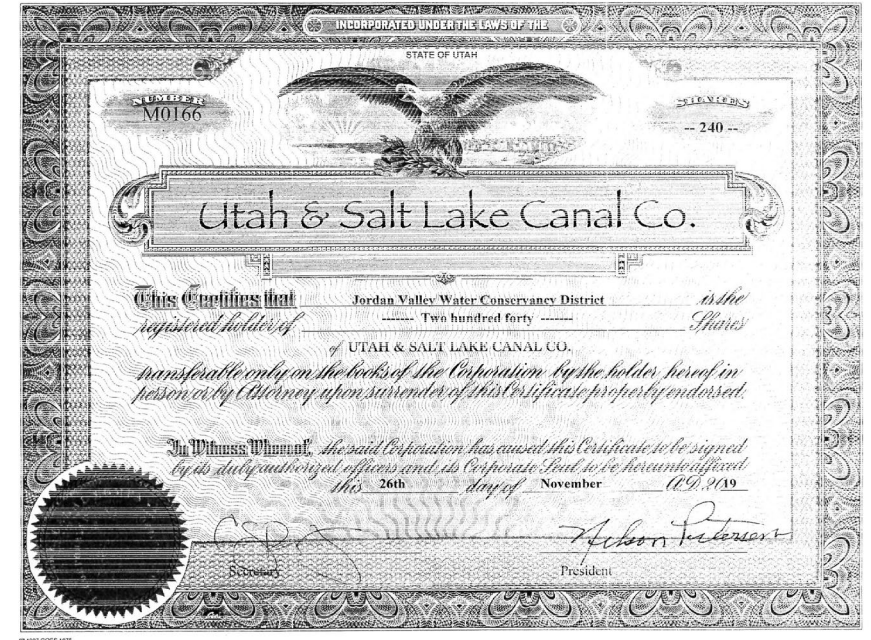 INCORPORATED UNDER THE LAWS OF THE
STATE OF UTAH
NUMBER
M0166
SHARES
-- 240 --
Utah & Salt Lake Canal Co.
This Certifies that Jordan Valley Water Conservancy District is the
registered holder of ------- Two hundred forty ------- Shares
of UTAH & SALT LAKE CANAL CO.
transferable only on the books of the Corporation by the holder hereof in
person or by Attorney upon surrender of this Certificate properly endorsed.
In Witness Whereof, the said Corporation has caused this Certificate to be signed
by its duly authorized officers and its Corporate Seal to be hereunto affixed
this 26th day of November A.D. 2019
Nelson Petersen
Secretary
President